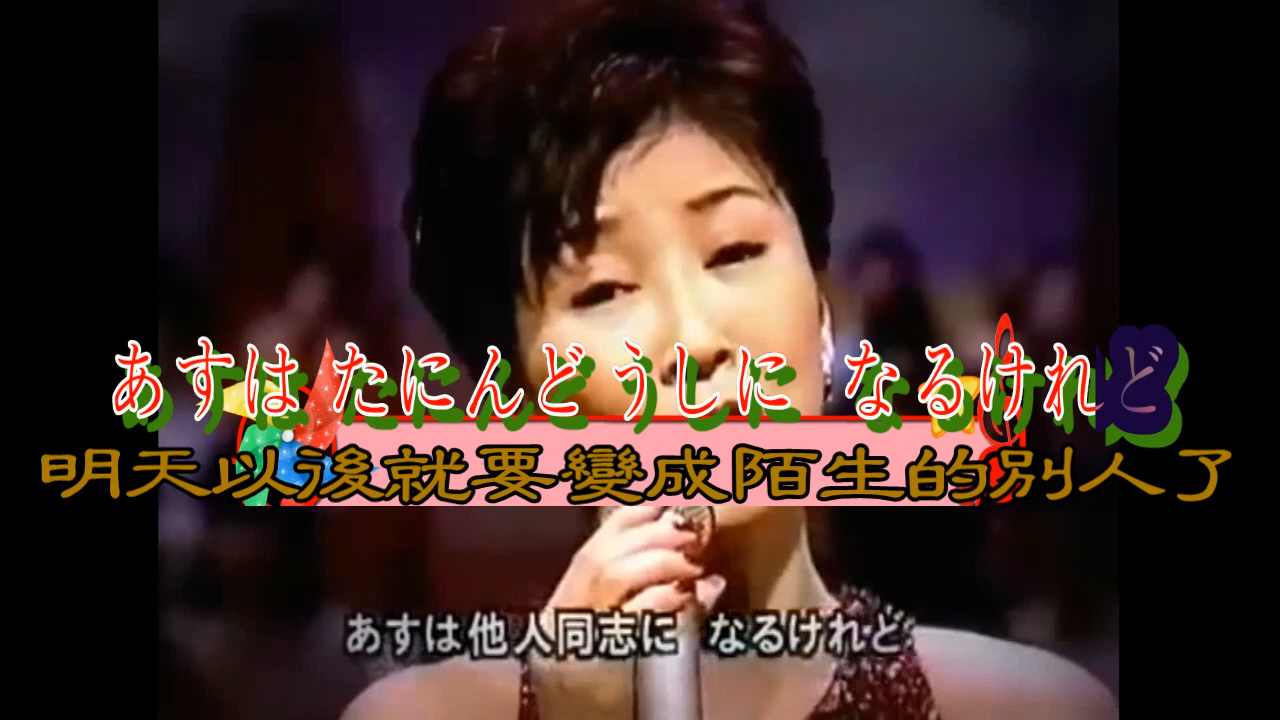 あすは たにんどうしに なるけれど
明天以後就要變成陌生的別人了
あすは他人同志に なるけれど